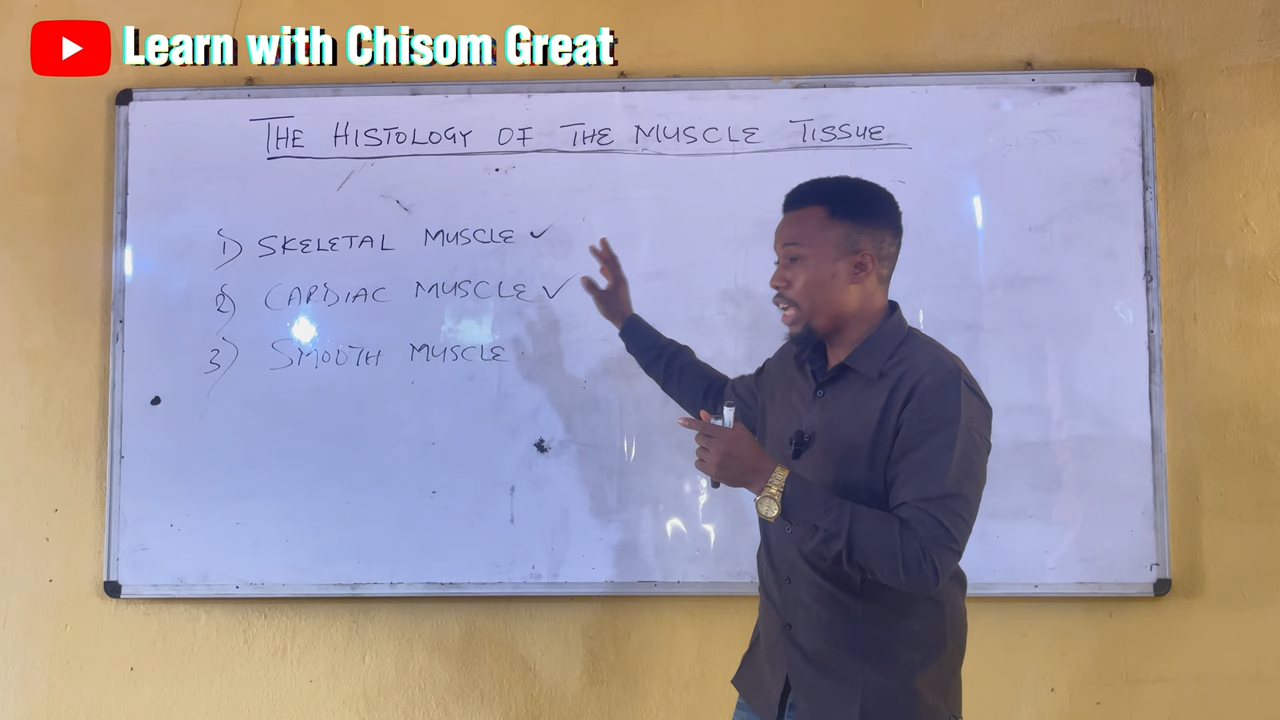 Learn with Chisom Great
THE HISTOLOGY OF THE MUSCLE TISSUE
1) SKELETAL MUSCLE ✓
2) CARDIAC MUSCLE ✓
3) SMOOTH MUSCLE